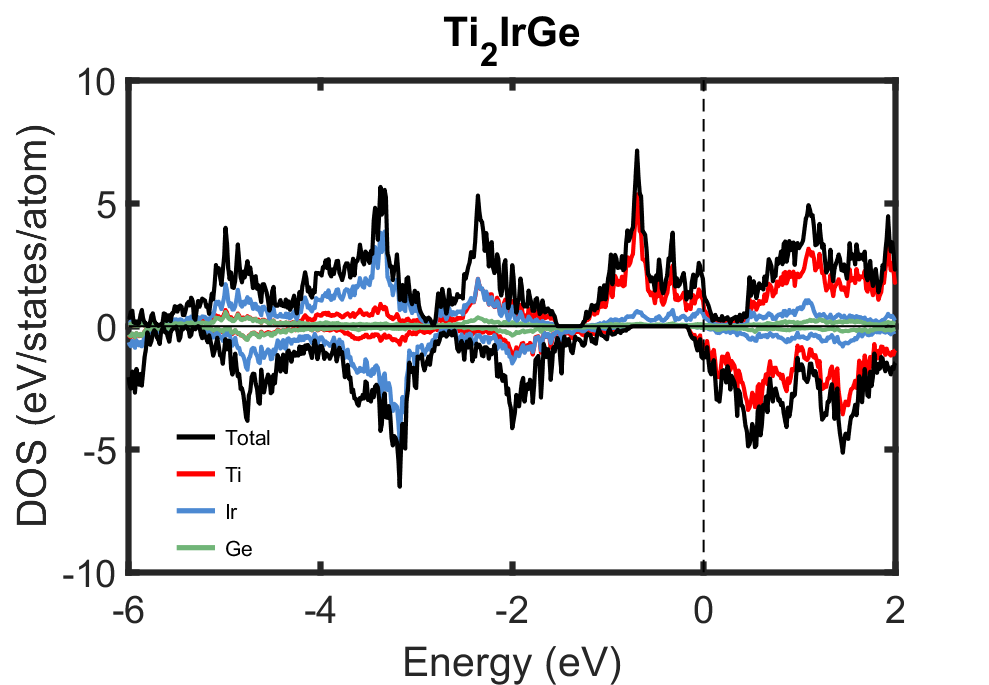 Ti2IrGe
10
5
0
-5
-10
DOS (eV/states/atom)
Total
Ti
Ir
Ge
-6
-4
-2
0
2
Energy (eV)